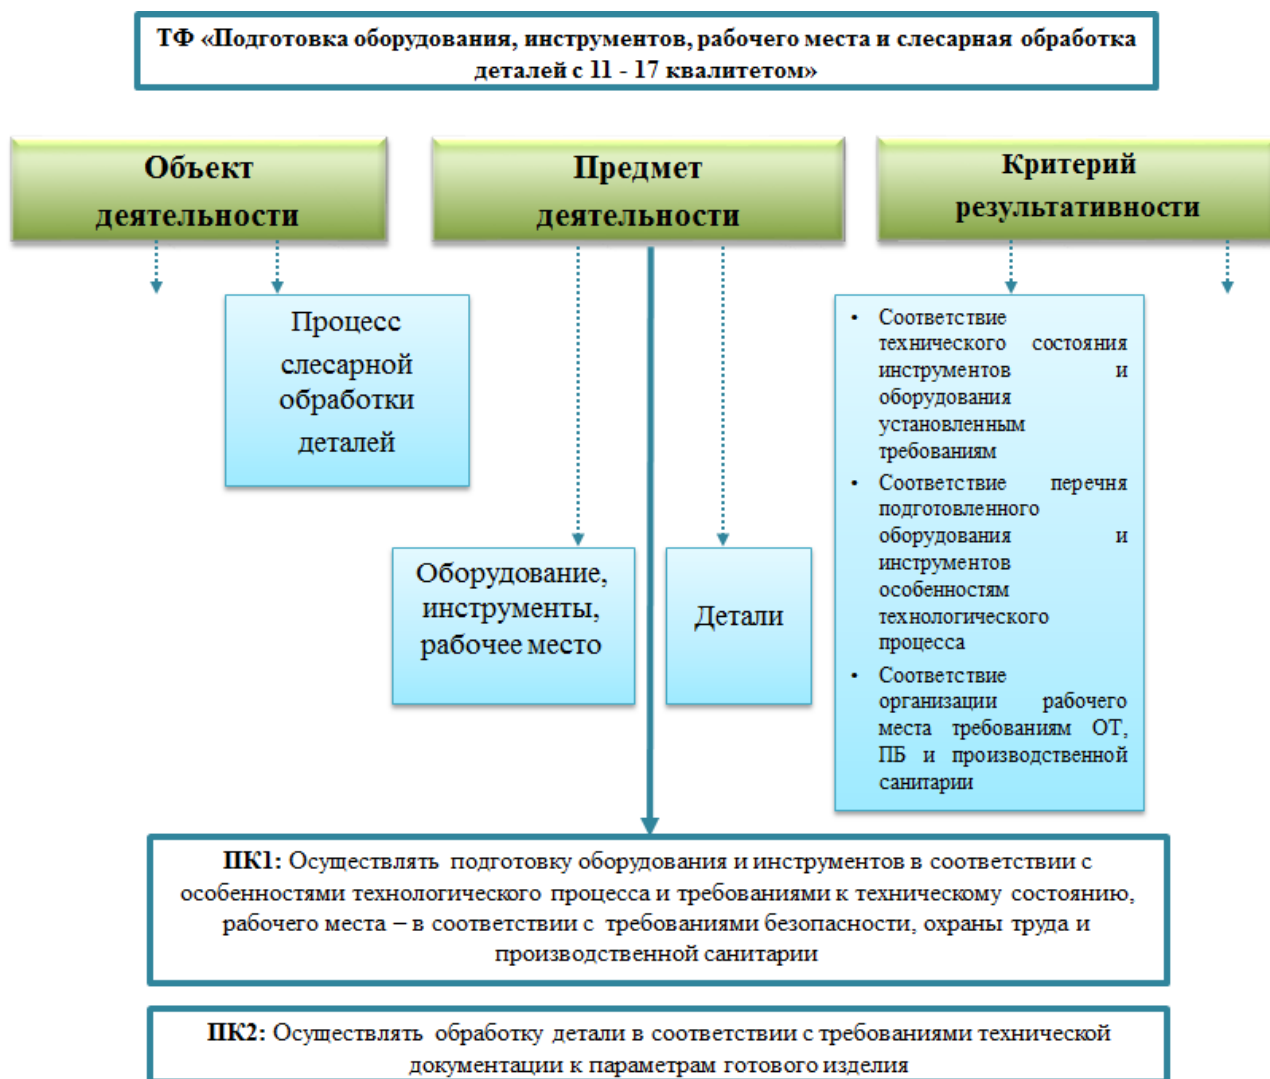 ТФ «Подготовка оборудования, инструментов, рабочего места и слесарная обработка
деталей с 11 - 17 квалитетом»
Объект
деятельности
Предмет
деятельности
Критерий
результативности
Процесс
слесарной
обработки
деталей
Оборудование,
инструменты,
рабочее место
Детали
• Соответствие
технического состояния
инструментов и
оборудования
установленным
требованиям
• Соответствие перечня
подготовленного
оборудования и
инструментов
особенностям
технологического
процесса
• Соответствие
организации рабочего
места требованиям ОТ,
ПБ и производственной
санитарии
ПК1: Осуществлять подготовку оборудования и инструментов в соответствии с
особенностями технологического процесса и требованиями к техническому состоянию,
рабочего места – в соответствии с требованиями безопасности, охраны труда и
производственной санитарии
ПК2: Осуществлять обработку детали в соответствии с требованиями технической
документации к параметрам готового изделия